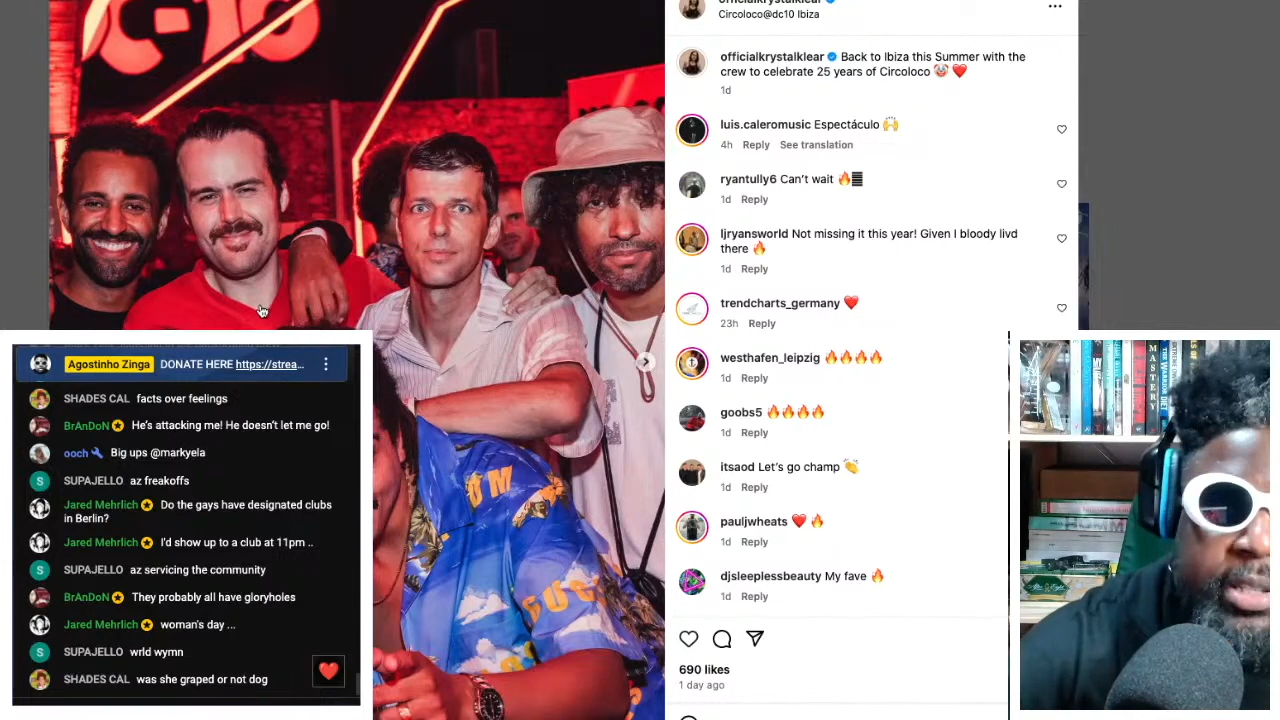 DC-10
officialkrystalklear
Circoloco@dc10 Ibiza
officialkrystalklear Back to Ibiza this Summer with the
crew to celebrate 25 years of Circoloco 🤡 ❤️
1d
luis.caleromusic Espectáculo 🙌
4h Reply See translation
ryantully6 Can't wait 🔥
1d Reply
ljryansworld Not missing it this year! Given I bloody livd
there 🔥
1d Reply
trendcharts_germany ❤️
23h Reply
westhafen_leipzig 🔥🔥🔥🔥
1d Reply
goobs5 🔥🔥🔥🔥
1d Reply
itsaod Let's go champ 👏
1d Reply
pauljwheats ❤️ 🔥
1d Reply
djsleeplessbeauty My fave 🔥
1d Reply
690 likes
1 day ago
Agostinho Zinga DONATE HERE https://strea...
SHADES CAL facts over feelings
BrAnDoN He's attacking me! He doesn't let me go!
ooch Big ups @markyela
S SUPAJELLO az freakoffs
Jared Mehrlich Do the gays have designated clubs
in Berlin?
Jared Mehrlich I'd show up to a club at 11pm ..
S SUPAJELLO az servicing the community
BrAnDoN They probably all have gloryholes
Jared Mehrlich woman's day ...
S SUPAJELLO wrld wymn
SHADES CAL was she graped or not dog
MASTERY
THE WARRIOR DIET